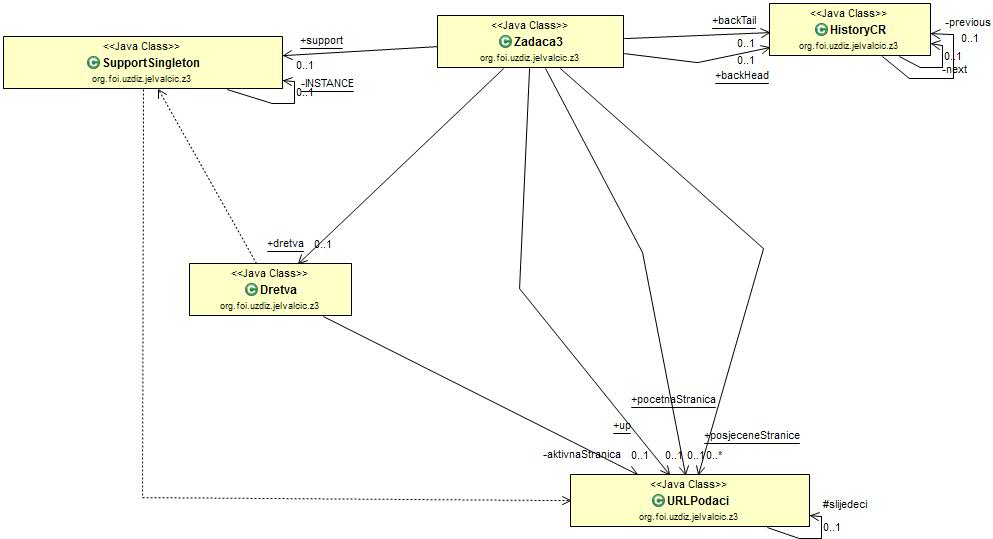 <<Java Class>>
SupportSingleton
org.foi.uzdiz.jelvalcic.z3
+support
0..1
-INSTANCE
0..1
<<Java Class>>
Zadaca3
org.foi.uzdiz.jelvalcic.z3
+backTail
0..1
0..1
+backHead
<<Java Class>>
HistoryCR
org.foi.uzdiz.jelvalcic.z3
-previous
0..1
0..1
-next
+dretva
0..1
<<Java Class>>
Dretva
org.foi.uzdiz.jelvalcic.z3
+pocetnaStranica
+up
+posjeceneStranice
-aktivnaStranica
0..1
0..1
0..1
0..*
<<Java Class>>
URLPodaci
org.foi.uzdiz.jelvalcic.z3
#slijedeci
0..1